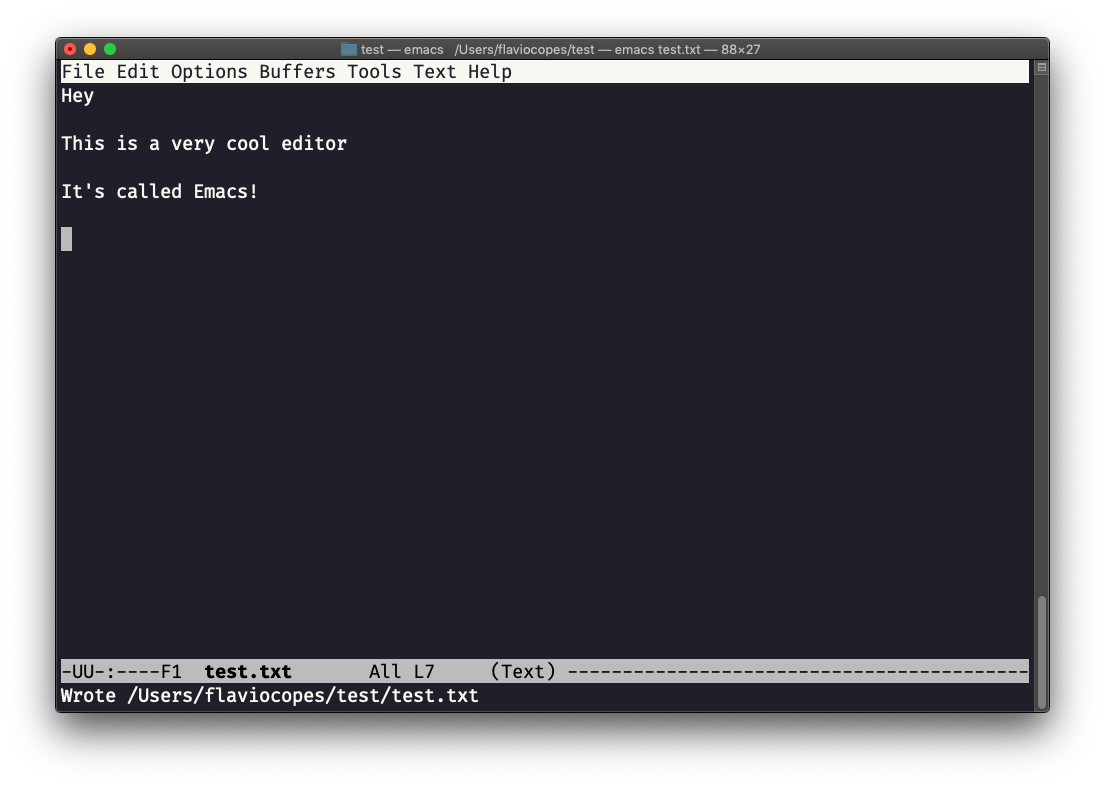 test — emacs /Users/flaviocopes/test — emacs test.txt — 88×27
File Edit Options Buffers Tools Text Help
Hey
This is a very cool editor
It's called Emacs!
-UU-:----F1  test.txt       All L7     (Text) ------------------------------------------
Wrote /Users/flaviocopes/test/test.txt